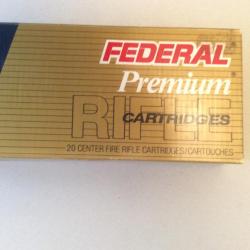 FEDERAL
Premium
RIFLE
CARTRIDGES
20 CENTER FIRE RIFLE CARTRIDGES/CARTOUCHES